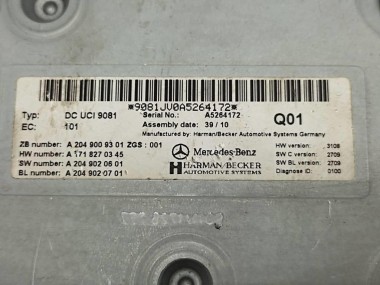 *9081JV0A5264172*
Typ: DC UCI 9081 Serial No.: A5264172
EC: 101 Assembly date: 39/10 Q01
Manufactured by: Harman/Becker Automotive Systems Germany
ZB number: A 204 900 93 01 ZGS : 001
HW number: A 171 827 03 45
SW number: A 204 902 06 01
BL number: A 204 902 07 01
Mercedes-Benz
HARMAN/BECKER
AUTOMOTIVE SYSTEMS
HW version: 3108
SW C version: 2709
SW BL version: 2709
Diagnose ID: 0100